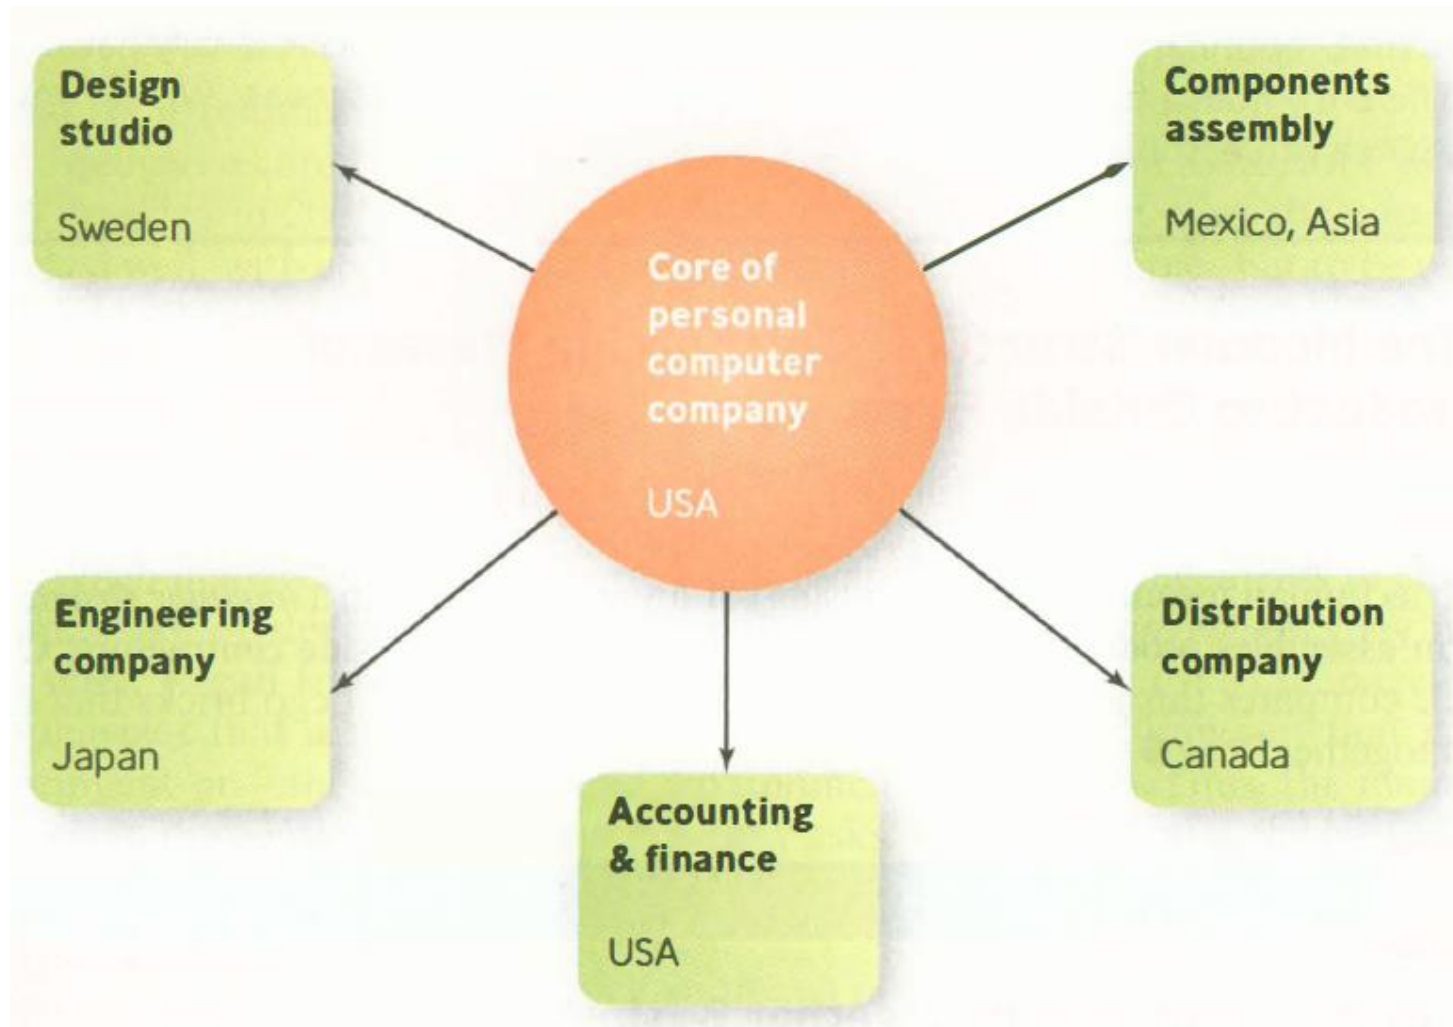 Design
studio
Sweden
Components
assembly
Mexico, Asia
Core of
personal
computer
company
USA
Engineering
company
Japan
Distribution
company
Canada
Accounting
& finance
USA